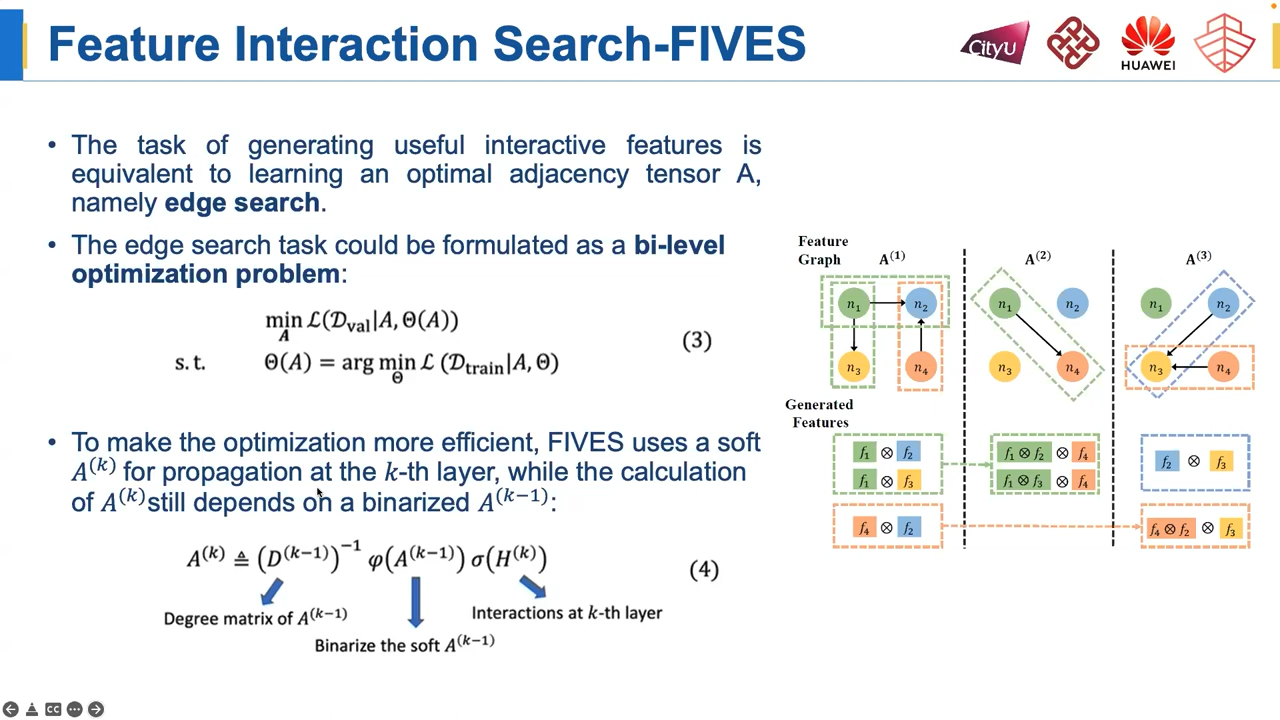 Feature Interaction Search-FIVES
CityU
HUAWEI
• The task of generating useful interactive features is
equivalent to learning an optimal adjacency tensor A,
namely edge search.
• The edge search task could be formulated as a bi-level
optimization problem:
min_A ℒ(𝒟_val|A, Θ(A))
s.t. Θ(A) = arg min_Θ ℒ (𝒟_train|A, Θ)
(3)
• To make the optimization more efficient, FIVES uses a soft
A^(k) for propagation at the k-th layer, while the calculation
of A^(k) still depends on a binarized A^(k−1):
A^(k) ≜ (D^(k−1))^−1 φ(A^(k−1)) σ(H^(k))
(4)
Degree matrix of A^(k−1)
Interactions at k-th layer
Binarize the soft A^(k−1)
Feature
Graph
A^(1)
A^(2)
A^(3)
n1 n2 n1 n2 n1 n2
n3 n4 n3 n4 n3 n4
Generated
Features
f1 ⊗ f2
f1 ⊗ f3
f4 ⊗ f2
f1 ⊗ f2 ⊗ f4
f1 ⊗ f3 ⊗ f4
f2 ⊗ f3
f4 ⊗ f2 ⊗ f3
CC